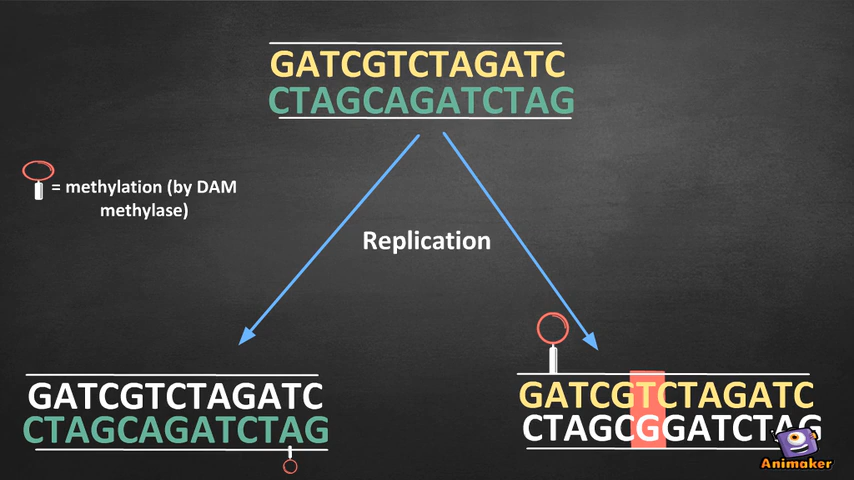 GATCGTCTAGATC
CTAGCAGATCTAG
= methylation (by DAM
methylase)
Replication
GATCGTCTAGATC
CTAGCAGATCTAG
GATCGTCTAGATC
CTAGCGGATCTAG
Animaker